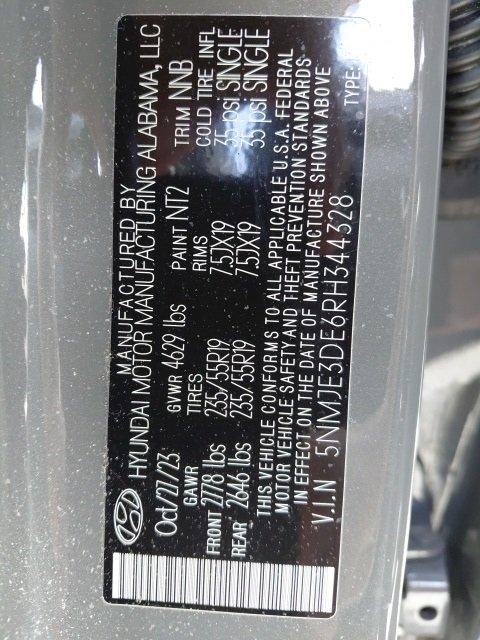 MANUFACTURED BY
HYUNDAI MOTOR MANUFACTURING ALABAMA, LLC
Oct/27/23 GVWR 4629 lbs PAINT NT2 TRIM NNB
GAWR TIRES RIMS COLD TIRE INFL
FRONT 2778 lbs 235/55R19 7.5JX19 35 psi SINGLE
REAR 2646 lbs 235/55R19 7.5JX19 35 psi SINGLE
THIS VEHICLE CONFORMS TO ALL APPLICABLE U.S.A. FEDERAL
MOTOR VEHICLE SAFETY AND THEFT PREVENTION STANDARDS
IN EFFECT ON THE DATE OF MANUFACTURE SHOWN ABOVE
V.I.N 5NMJE3DE6RH344328 TYPE: